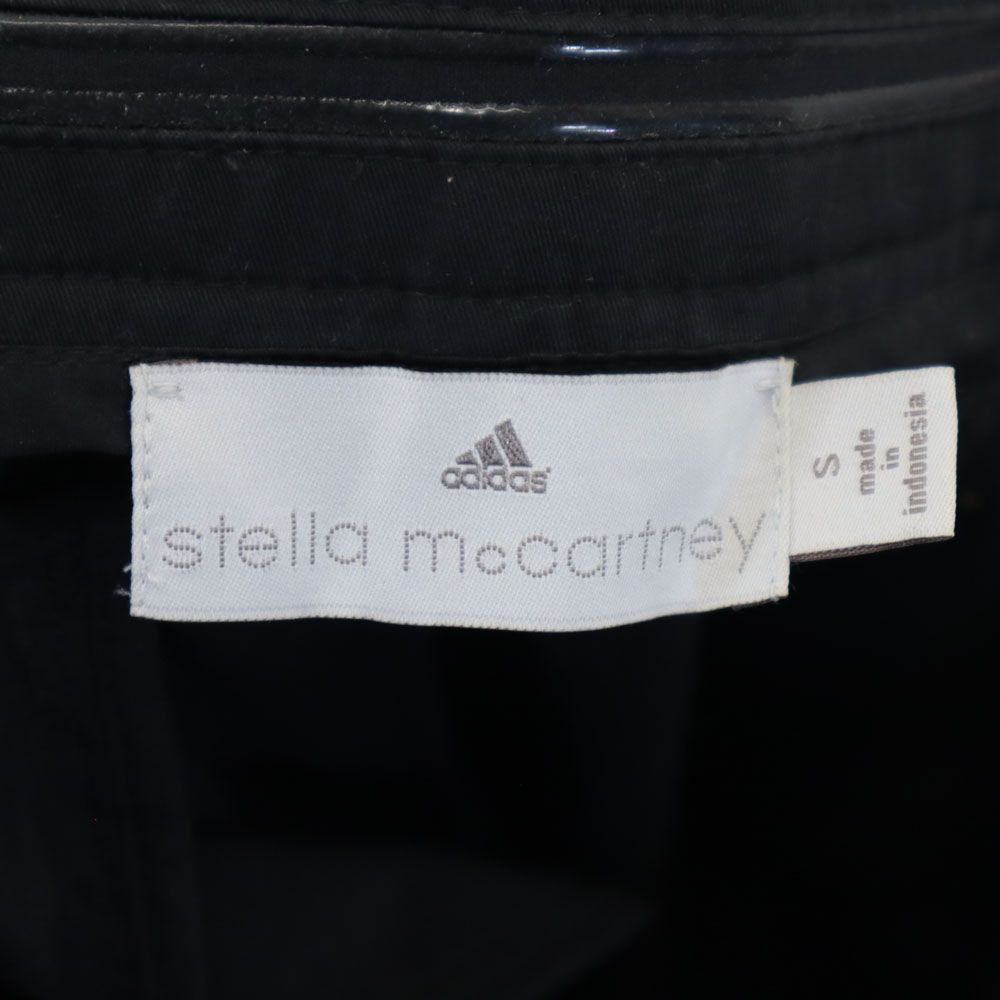 adidas
stella mccartney
S
made
in
indonesia